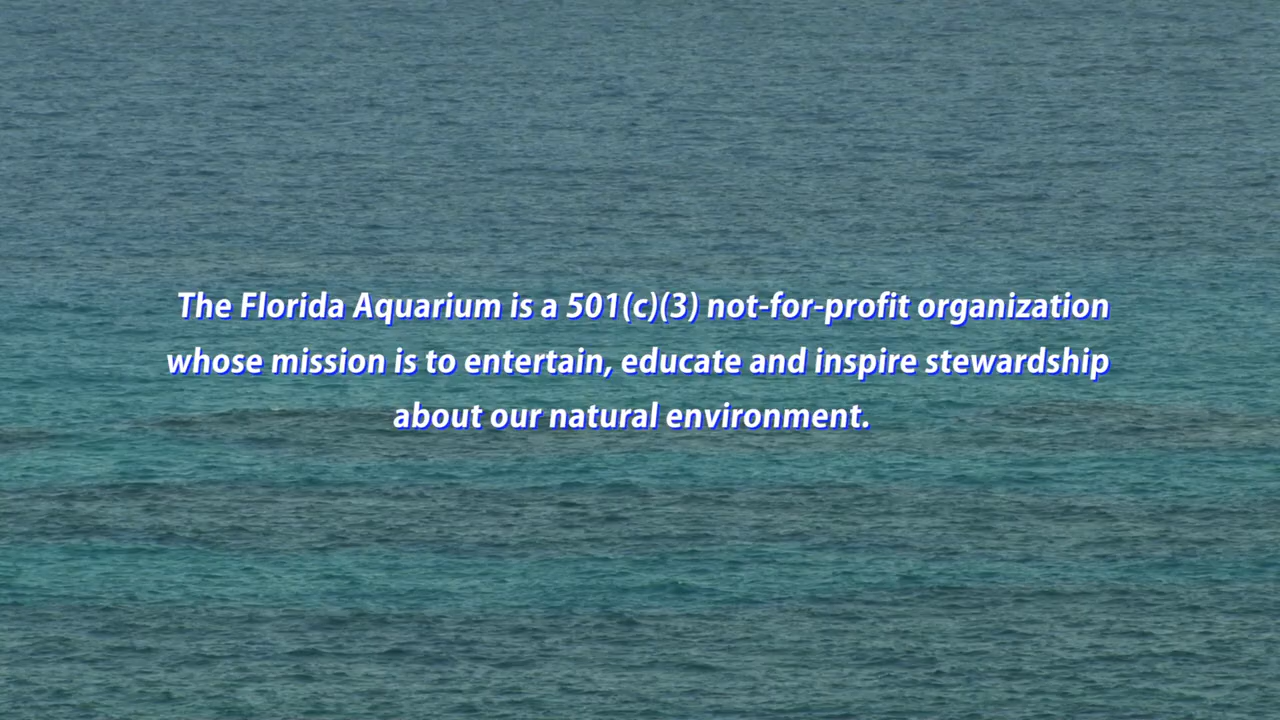 The Florida Aquarium is a 501(c)(3) not-for-profit organization
whose mission is to entertain, educate and inspire stewardship
about our natural environment.